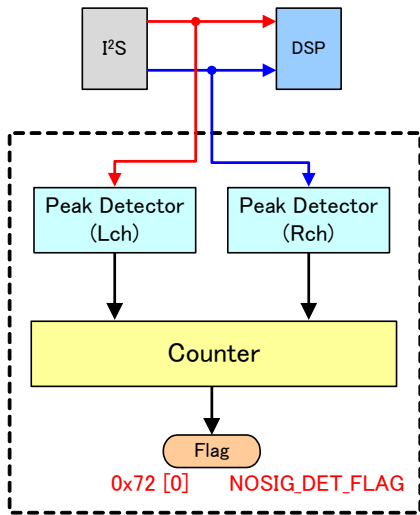 I²S
DSP
Peak Detector
(Lch)
Peak Detector
(Rch)
Counter
Flag
0x72 [0] NOSIG_DET_FLAG